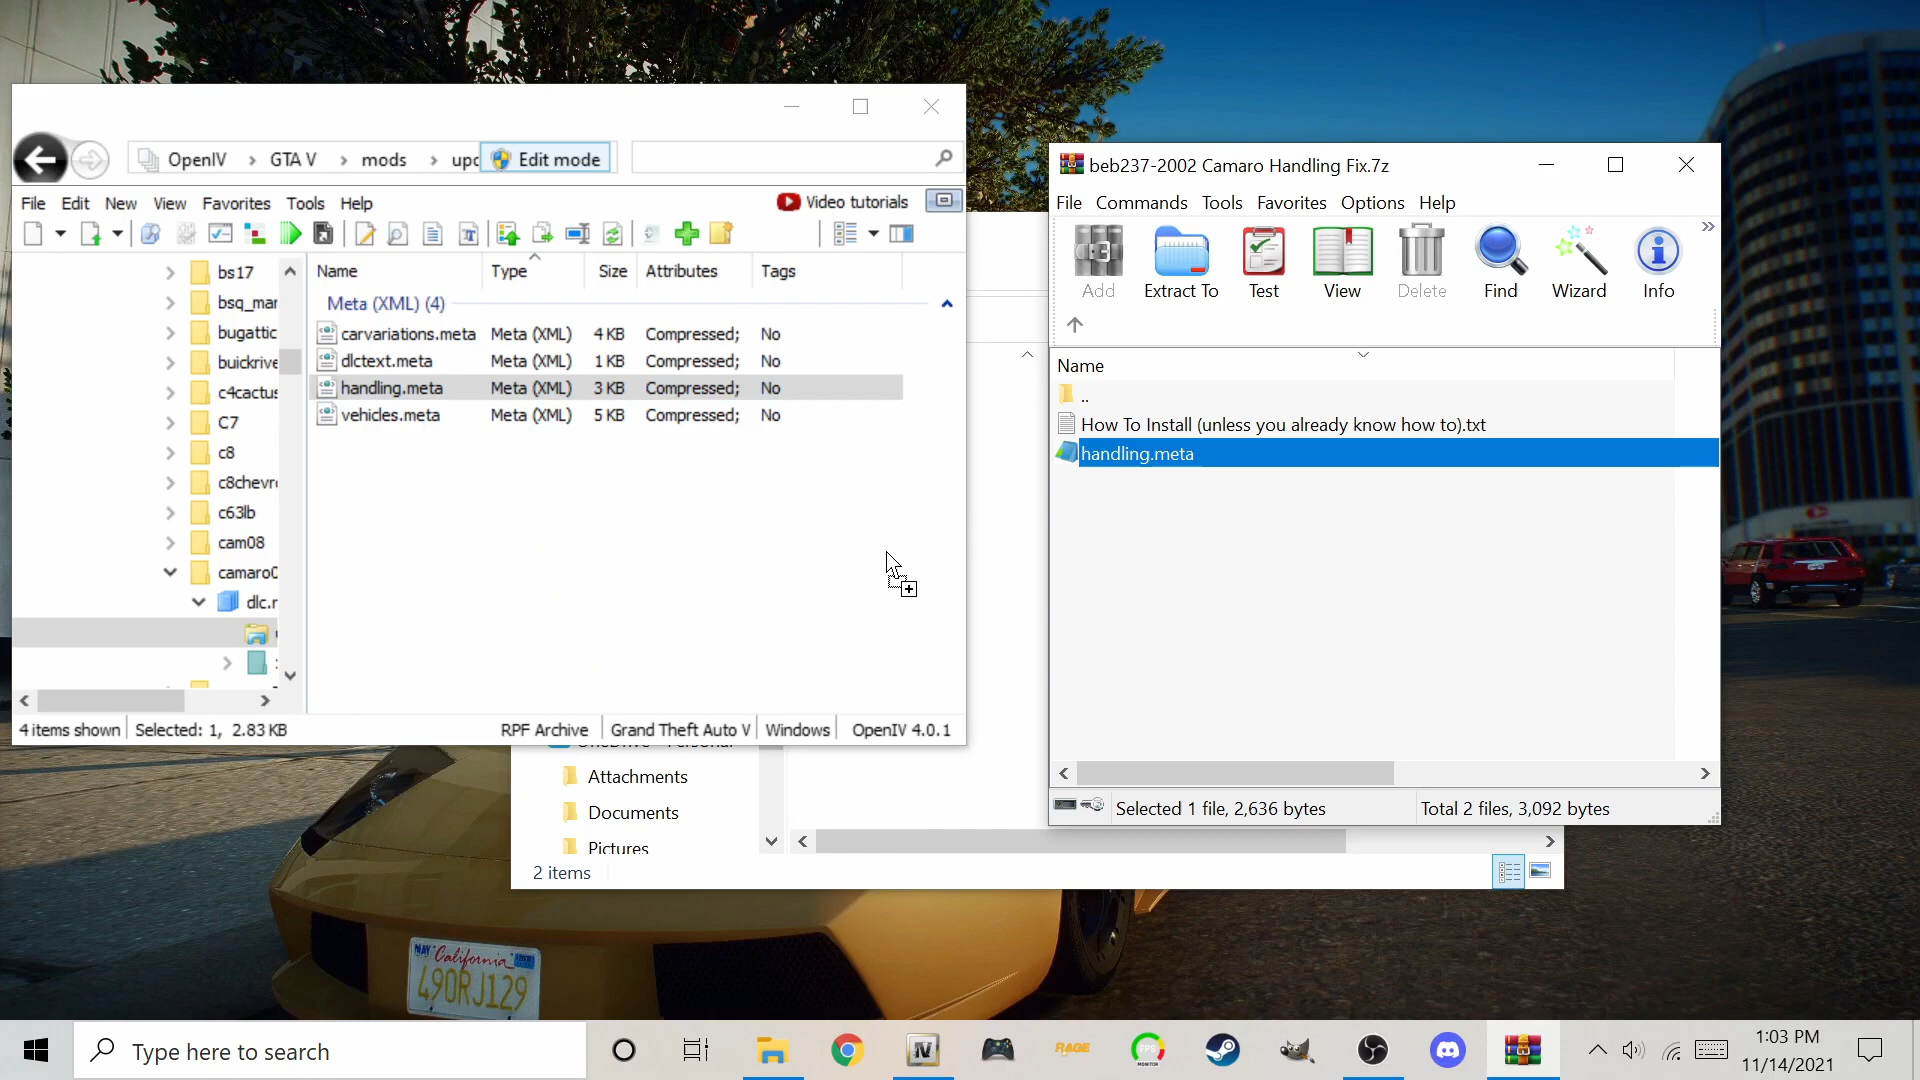 OpenIV > GTA V > mods > upd Edit mode
File Edit New View Favorites Tools Help Video tutorials
bs17
bsq_mar
bugattic
buickrive
c4cactus
C7
c8
c8chevr
c63lb
cam08
camaro0
dlc.r
Name Type Size Attributes Tags
Meta (XML) (4)
carvariations.meta Meta (XML) 4 KB Compressed; No
dlctext.meta Meta (XML) 1 KB Compressed; No
handling.meta Meta (XML) 3 KB Compressed; No
vehicles.meta Meta (XML) 5 KB Compressed; No
4 items shown Selected: 1, 2.83 KB RPF Archive Grand Theft Auto V Windows OpenIV 4.0.1
beb237-2002 Camaro Handling Fix.7z
File Commands Tools Favorites Options Help
Add Extract To Test View Delete Find Wizard Info
Name
..
How To Install (unless you already know how to).txt
handling.meta
Selected 1 file, 2,636 bytes Total 2 files, 3,092 bytes
OneDrive - Personal
Attachments
Documents
Pictures
2 items
MAY California
490RJ129
Type here to search
RAGE
FPS
MONITOR
1:03 PM
11/14/2021